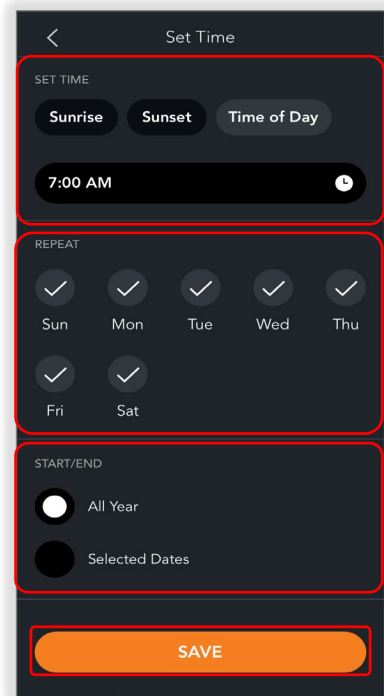 Set Time
SET TIME
Sunrise Sunset Time of Day
7:00 AM
REPEAT
Sun Mon Tue Wed Thu
Fri Sat
START/END
All Year
Selected Dates
SAVE